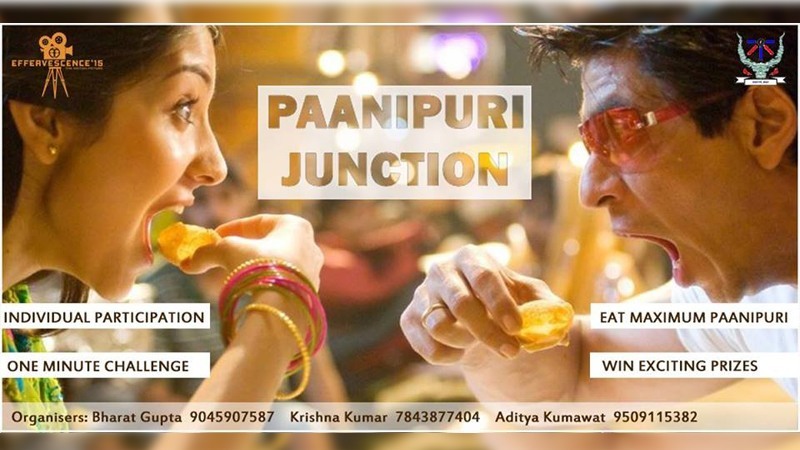 EFFERVESCENCE'15
PAANIPURI
JUNCTION
INDIVIDUAL PARTICIPATION
EAT MAXIMUM PAANIPURI
ONE MINUTE CHALLENGE
WIN EXCITING PRIZES
Organisers: Bharat Gupta 9045907587 Krishna Kumar 7843877404 Aditya Kumawat 9509115382